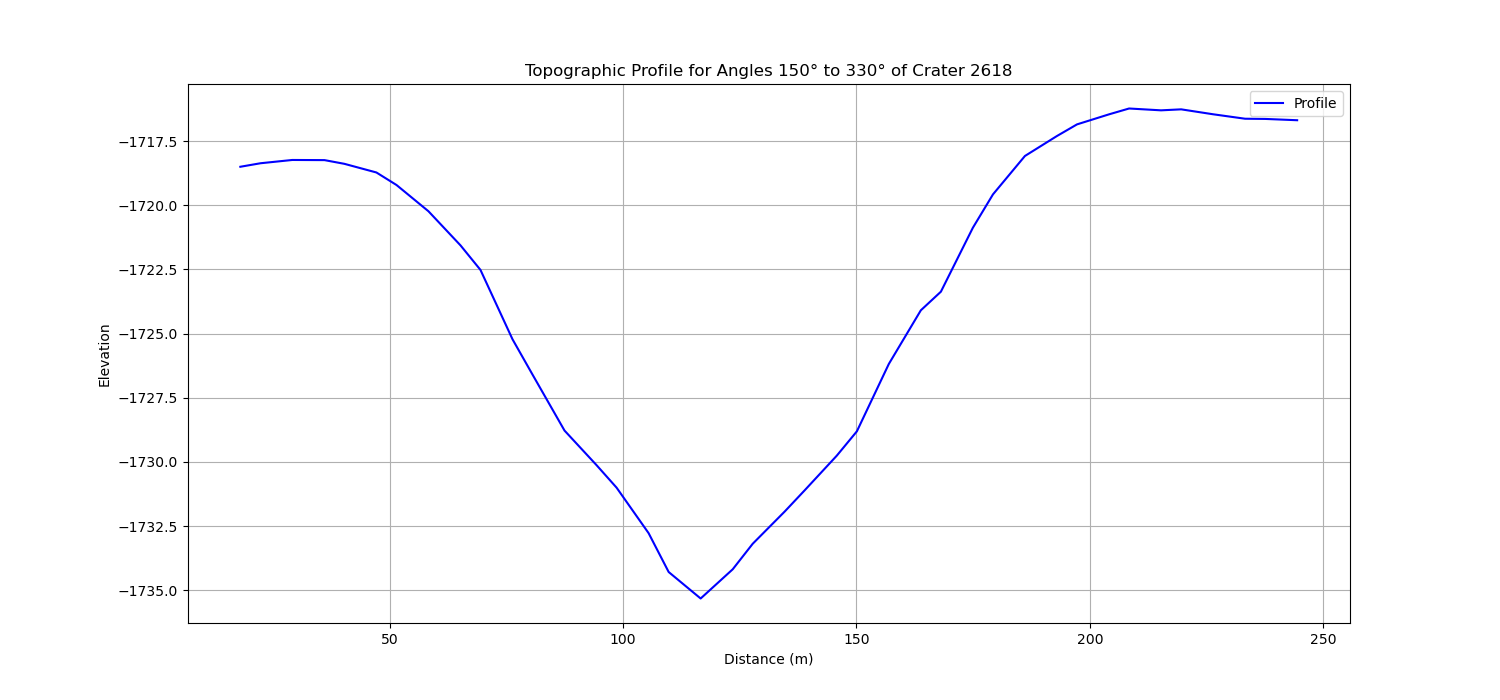 Topographic Profile for Angles 150° to 330° of Crater 2618
Profile
Elevation
−1717.5
−1720.0
−1722.5
−1725.0
−1727.5
−1730.0
−1732.5
−1735.0
50 100 150 200 250
Distance (m)